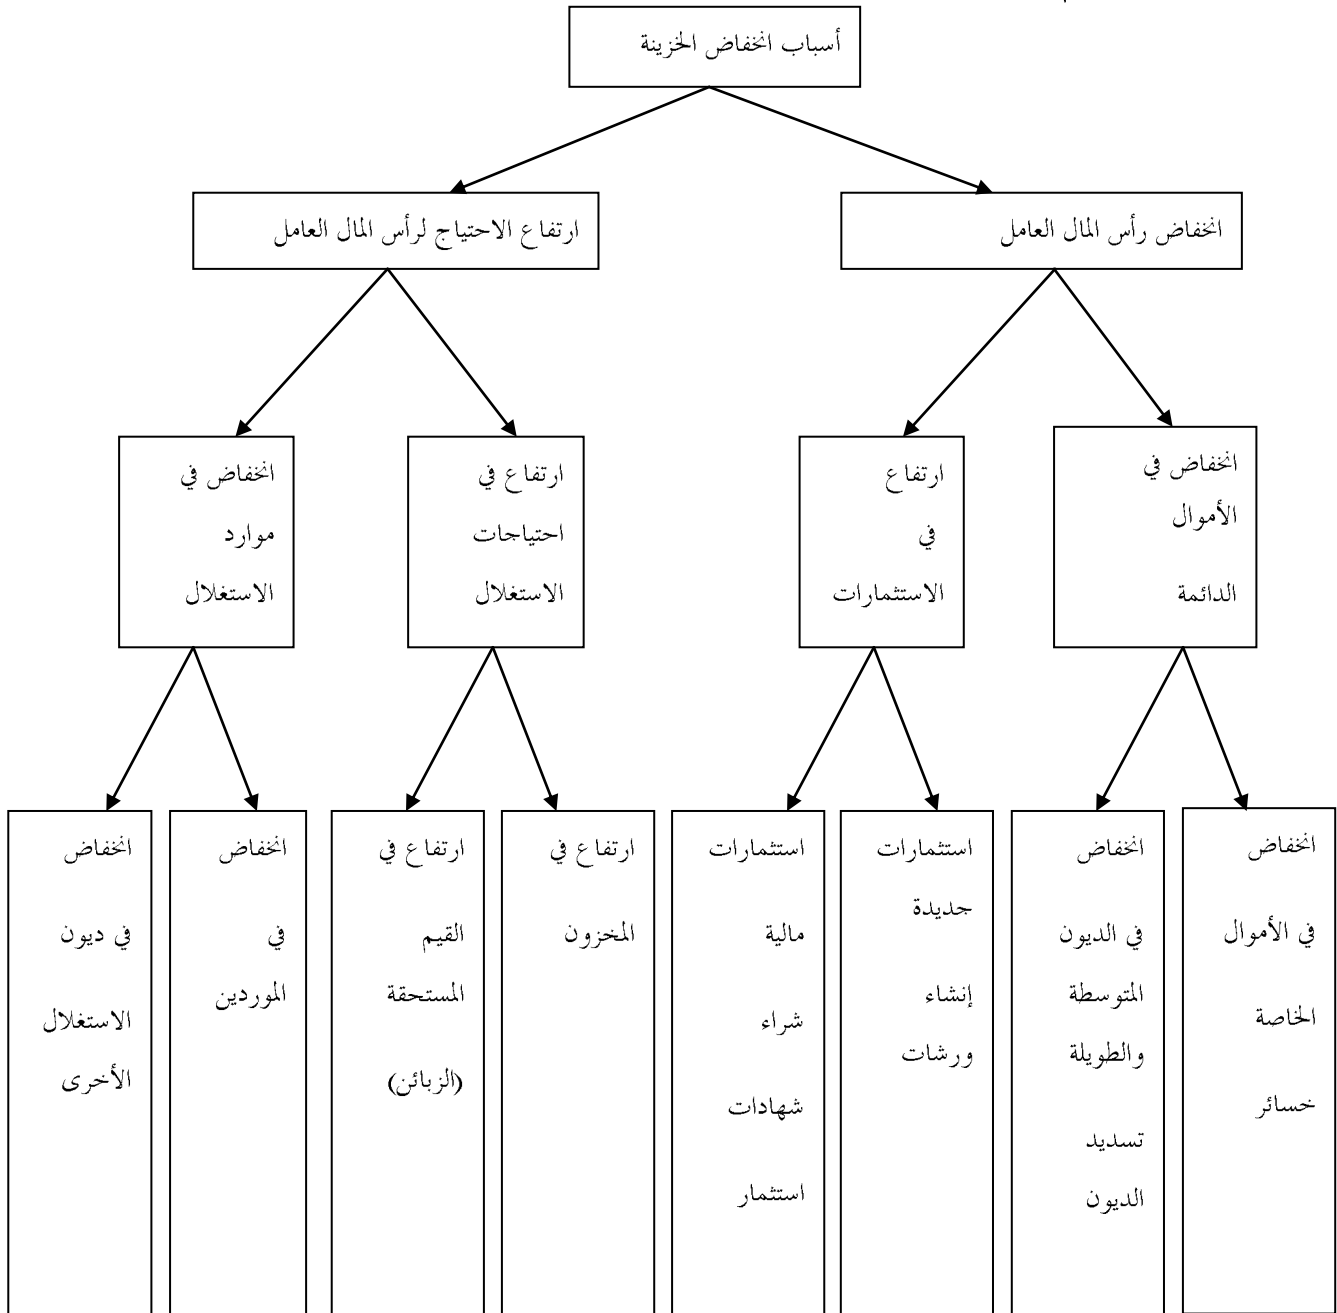 أسباب انخفاض الخزينة
انخفاض رأس المال العامل
ارتفاع الاحتياج لرأس المال العامل
انخفاض في
الأموال
الدائمة
ارتفاع
في
الاستثمارات
ارتفاع في
احتياجات
الاستغلال
انخفاض في
موارد
الاستغلال
انخفاض
في الأموال
الخاصة
خسائر
انخفاض
في الديون
المتوسطة
والطويلة
تسديد
الديون
استثمارات
جديدة
إنشاء
ورشات
استثمارات
مالية
شراء
شهادات
استثمار
ارتفاع في
المخزون
ارتفاع في
القيم
المستحقة
(الزبائن)
انخفاض
في
الموردين
انخفاض
في ديون
الاستغلال
الأخرى